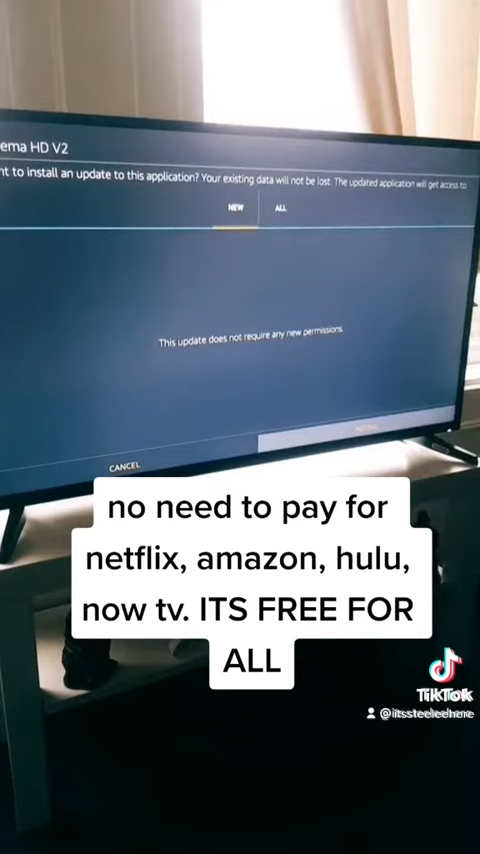 ema HD V2
nt to install an update to this application? Your existing data will not be lost. The updated application will get access to
NEW ALL
This update does not require any new permissions.
INSTALL
CANCEL
no need to pay for
netflix, amazon, hulu,
now tv. ITS FREE FOR
ALL
TikTok
@itssteeleehere